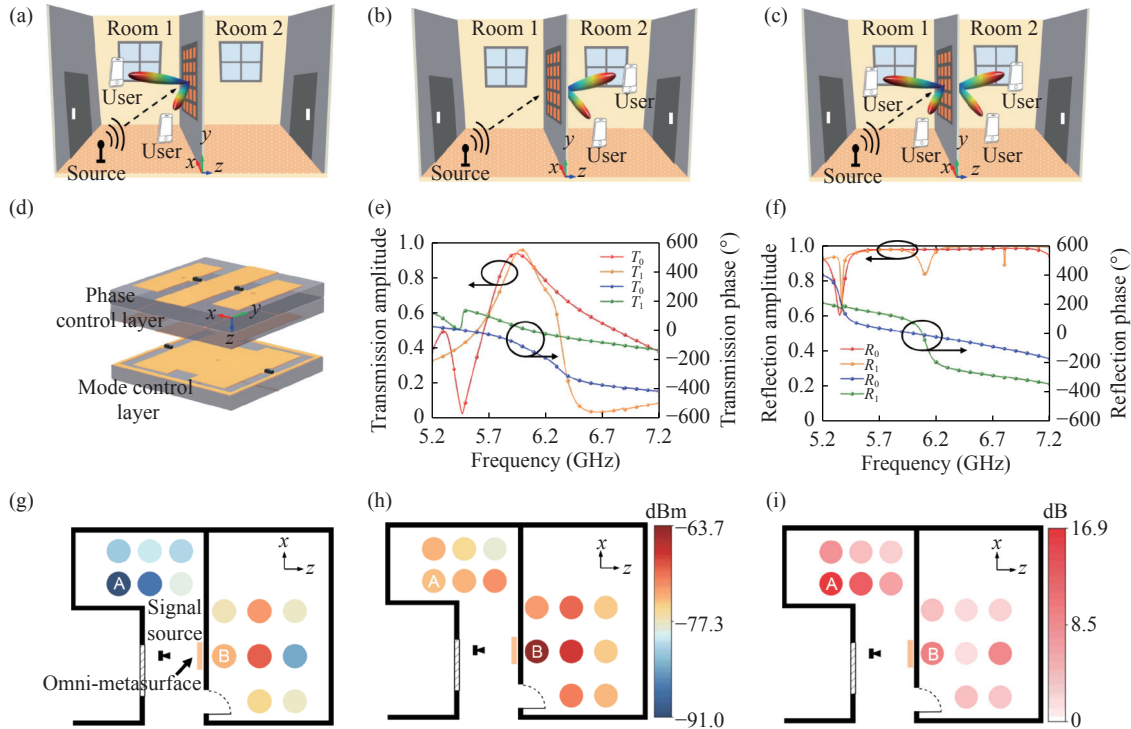 (a)
Room 1
Room 2
User
User
Source
y
x
z
(b)
Room 1
Room 2
User
User
Source
y
x
z
(c)
Room 1
Room 2
User
User
User
User
Source
y
x
z
(d)
Phase
control layer
x
y
z
Mode control
layer
(e)
Transmission amplitude
1.0
0.8
0.6
0.4
0.2
0
5.2
5.7
6.2
6.7
7.2
Frequency (GHz)
600
400
200
0
−200
−400
−600
Transmission phase (°)
T0
T1
T0
T1
(f)
Reflection amplitude
1.0
0.8
0.6
0.4
0.2
0
5.2
5.7
6.2
6.7
7.2
Frequency (GHz)
600
400
200
0
−200
−400
−600
Reflection phase (°)
R0
R1
R0
R1
(g)
A
B
x
z
Signal
source
Omni-metasurface
(h)
A
B
x
z
dBm
−63.7
−77.3
−91.0
(i)
A
B
x
z
dB
16.9
8.5
0